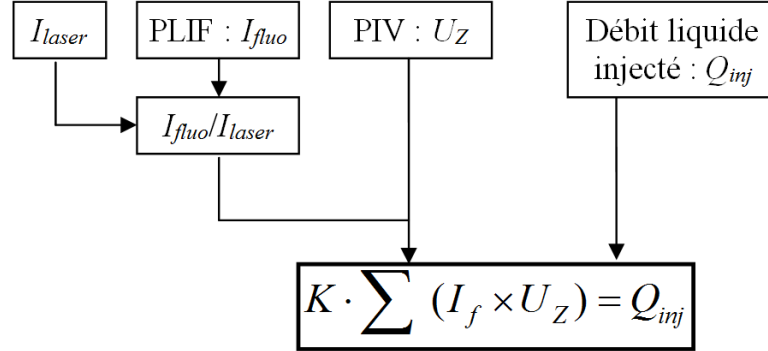 I_laser
PLIF : I_fluo
PIV : U_Z
Débit liquide
injecté : Q_inj
I_fluo/I_laser
K · ∑ (I_f × U_Z) = Q_inj